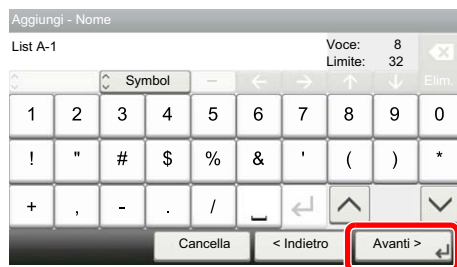 Aggiungi - Nome
List A-1
Voce: 8
Limite: 32
Symbol
Elim.
1 2 3 4 5 6 7 8 9 0
! " # $ % & ' ( ) *
+ , - . / _
Cancella < Indietro Avanti >